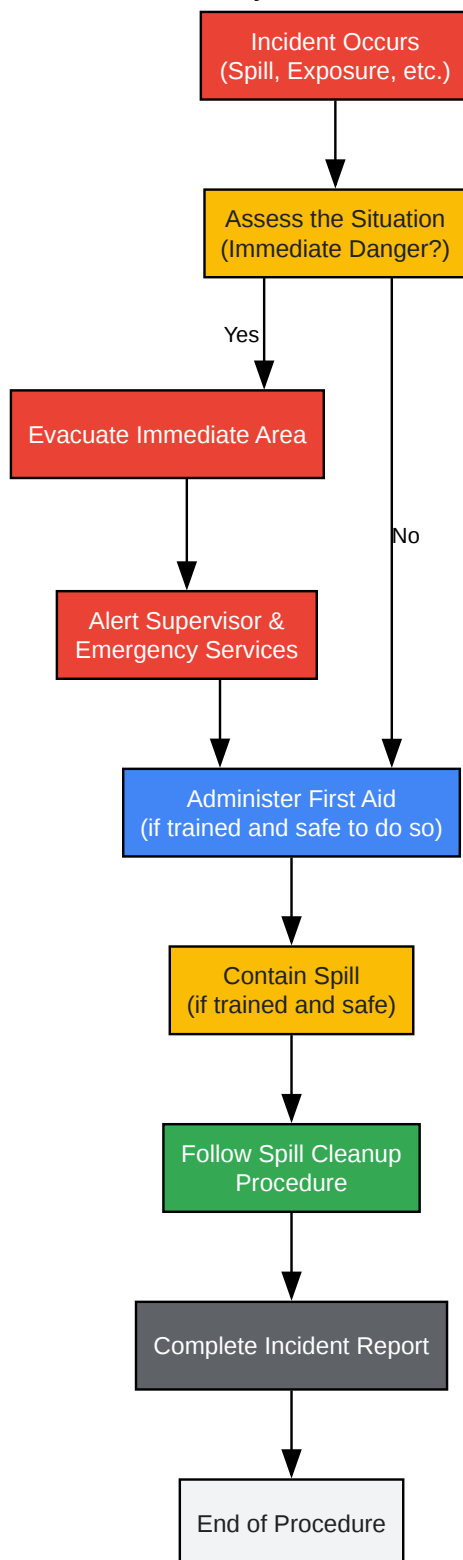 Incident Occurs
(Spill, Exposure, etc.)
Assess the Situation
(Immediate Danger?)
Yes
Evacuate Immediate Area
No
Alert Supervisor &
Emergency Services
Administer First Aid
(if trained and safe to do so)
Contain Spill
(if trained and safe)
Follow Spill Cleanup
Procedure
Complete Incident Report
End of Procedure